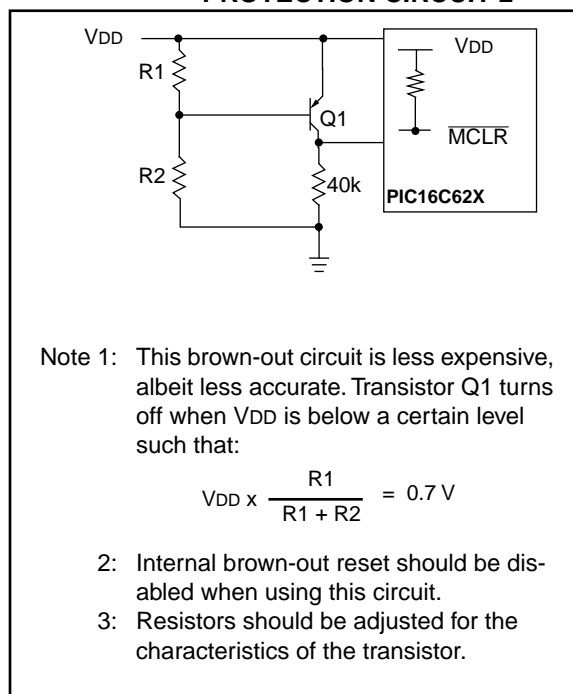 VDD
R1
VDD
Q1
MCLR
R2
40k
PIC16C62X
Note 1: This brown-out circuit is less expensive,
albeit less accurate. Transistor Q1 turns
off when VDD is below a certain level
such that:
VDD x R1 / R1 + R2 = 0.7 V
2: Internal brown-out reset should be dis-
abled when using this circuit.
3: Resistors should be adjusted for the
characteristics of the transistor.